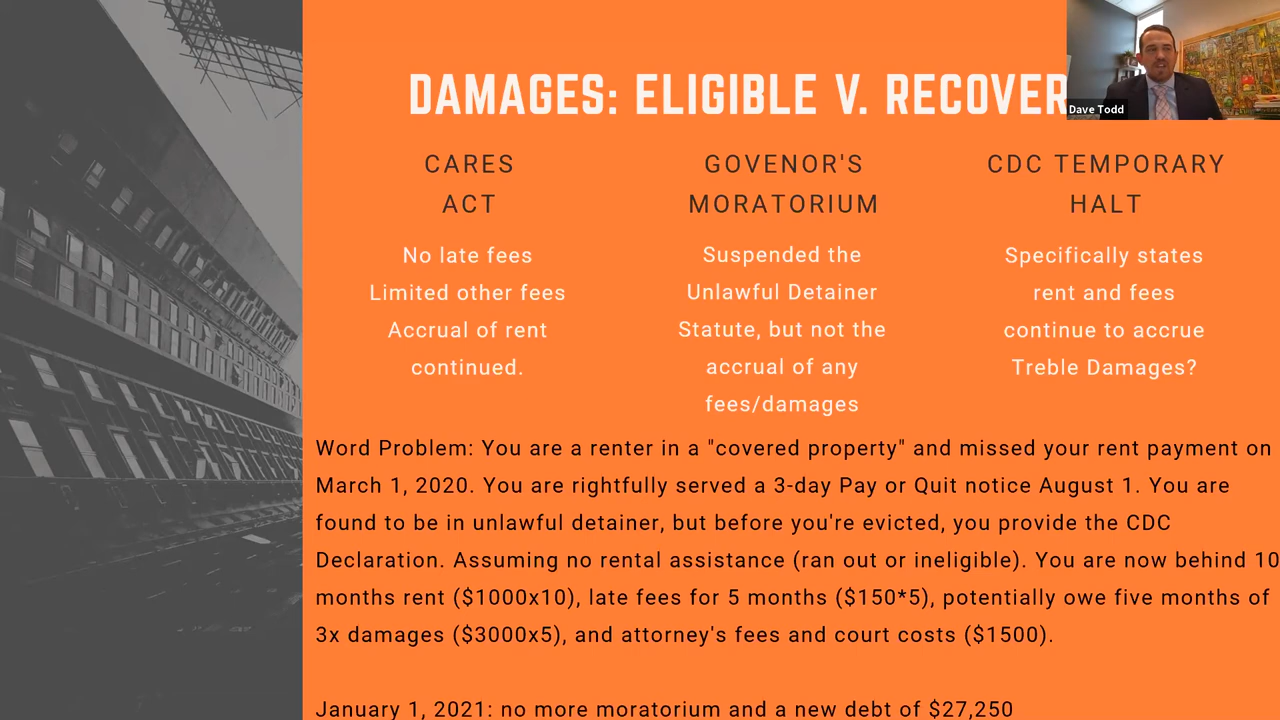 DAMAGES: ELIGIBLE V. RECOVER
Dave Todd
CARES
ACT
No late fees
Limited other fees
Accrual of rent
continued.
GOVENOR'S
MORATORIUM
Suspended the
Unlawful Detainer
Statute, but not the
accrual of any
fees/damages
CDC TEMPORARY
HALT
Specifically states
rent and fees
continue to accrue
Treble Damages?
Word Problem: You are a renter in a "covered property" and missed your rent payment on
March 1, 2020. You are rightfully served a 3-day Pay or Quit notice August 1. You are
found to be in unlawful detainer, but before you're evicted, you provide the CDC
Declaration. Assuming no rental assistance (ran out or ineligible). You are now behind 10
months rent ($1000x10), late fees for 5 months ($150*5), potentially owe five months of
3x damages ($3000x5), and attorney's fees and court costs ($1500).
January 1, 2021: no more moratorium and a new debt of $27,250